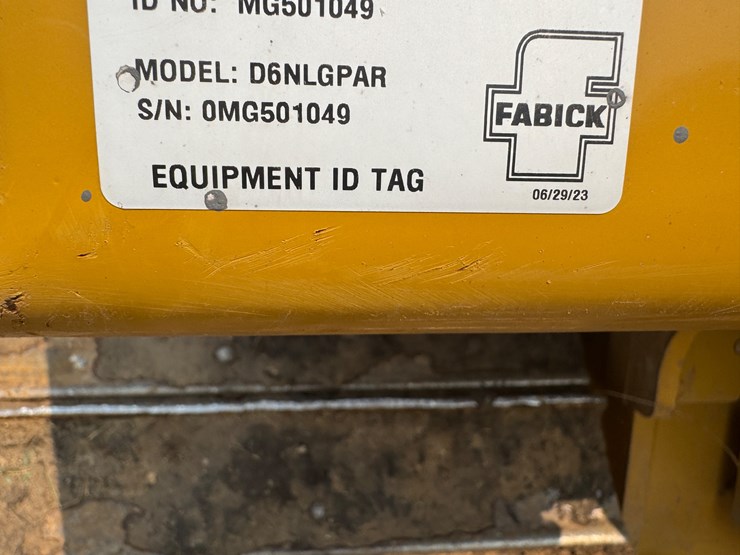 ID NO: MG501049
MODEL: D6NLGPAR
S/N: 0MG501049
FABICK
EQUIPMENT ID TAG
06/29/23